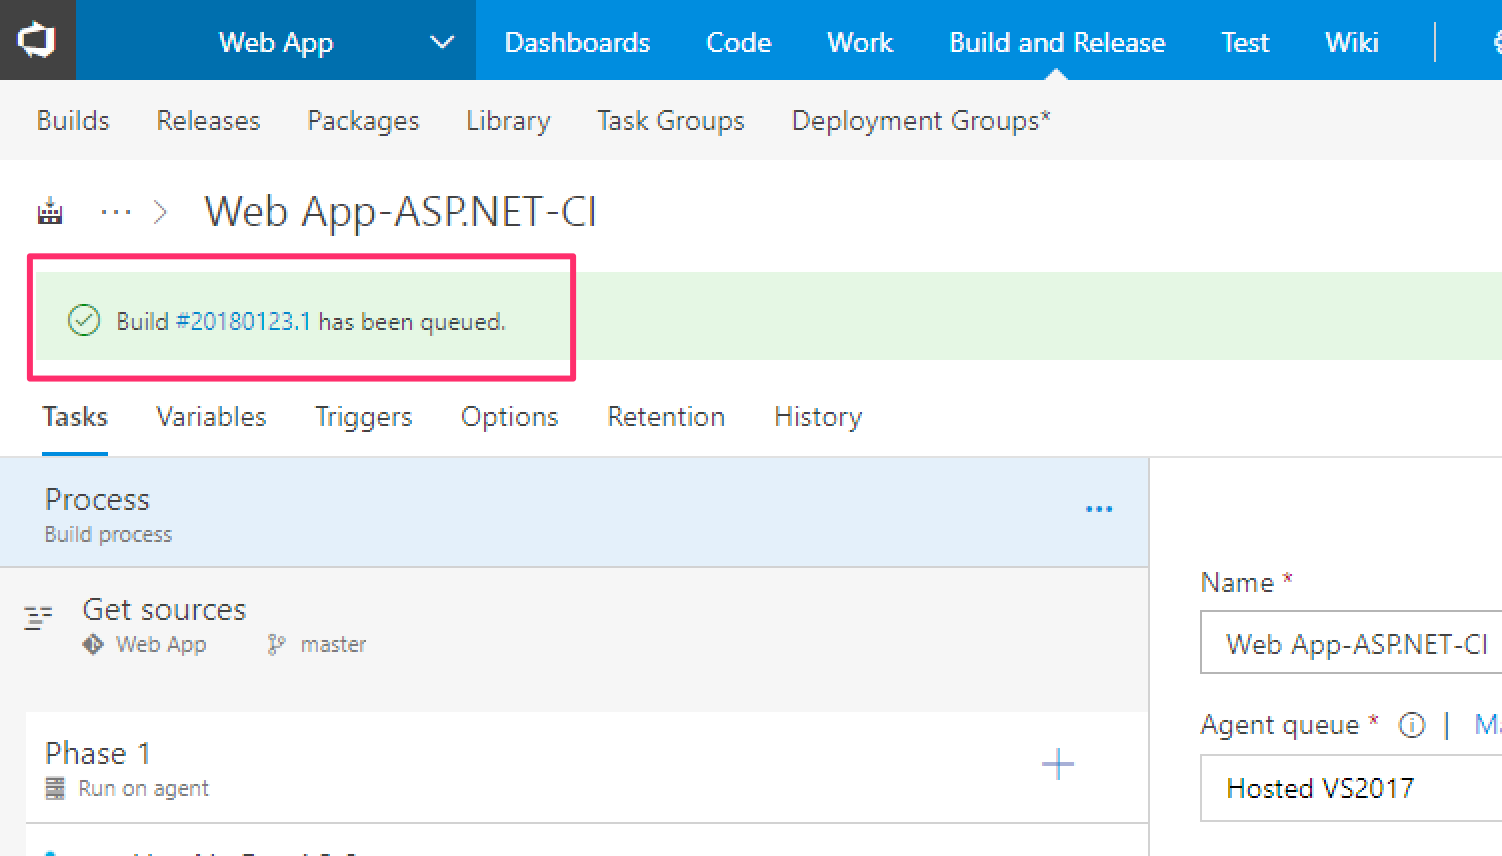 Web App Dashboards Code Work Build and Release Test Wiki
Builds Releases Packages Library Task Groups Deployment Groups*
... > Web App-ASP.NET-CI
Build #20180123.1 has been queued.
Tasks Variables Triggers Options Retention History
Process
Build process
Get sources
Web App master
Name *
Web App-ASP.NET-CI
Agent queue * |
Phase 1
Run on agent
Hosted VS2017